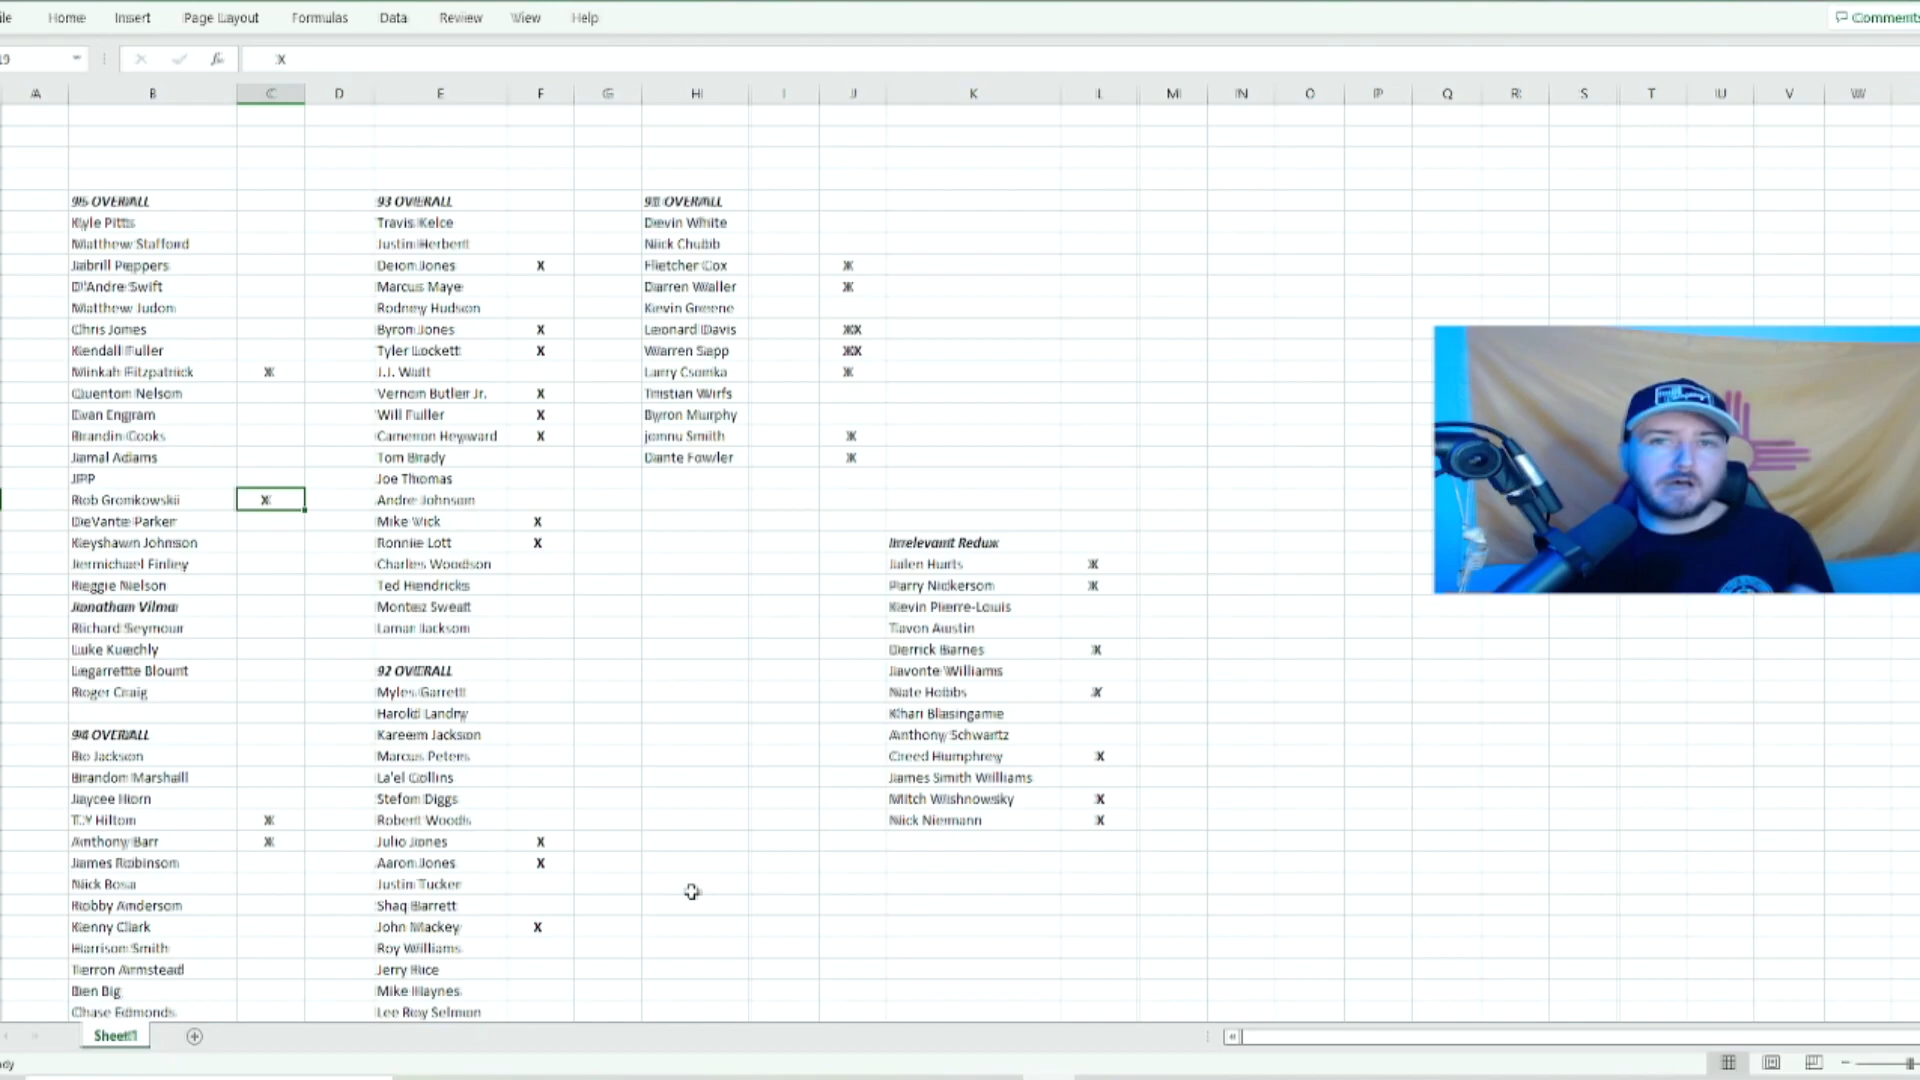 Home Insert Page Layout Formulas Data Review View Help Comments
X
A B C D E F G H I J K L M N O P Q R S T U V W
95 OVERALL 93 OVERALL 91 OVERALL
Kyle Pitts Travis Kelce Devin White
Matthew Stafford Justin Herbert Nick Chubb
Jabrill Peppers Deion Jones X Fletcher Cox X
D'Andre Swift Marcus Maye Darren Waller X
Matthew Judon Rodney Hudson Kevin Greene
Chris Jones Byron Jones X Leonard Davis XX
Kendall Fuller Tyler Lockett X Warren Sapp XX
Minkah Fitzpatrick X J.J. Watt Larry Csonka X
Quenton Nelson Vernon Butler Jr. X Tristian Wirfs
Evan Engram Will Fuller X Byron Murphy
Brandin Cooks Cameron Heyward X jonnu Smith X
Jamal Adams Tom Brady Dante Fowler X
JPP Joe Thomas
Rob Gronkowski X Andre Johnson
DeVante Parker Mike Vick X
Keyshawn Johnson Ronnie Lott X Irrelevant Redux
Jermichael Finley Charles Woodson Jalen Hurts X
Reggie Nelson Ted Hendricks Parry Nickerson X
Jonathan Vilma Montez Sweat Kevin Pierre-Louis
Richard Seymour Lamar Jackson Tavon Austin
Luke Kuechly Derrick Barnes X
Legarrette Blount 92 OVERALL Javonte Williams
Roger Craig Myles Garrett Nate Hobbs X
Harold Landry Khari Blasingame
94 OVERALL Kareem Jackson Anthony Schwartz
Bo Jackson Marcus Peters Creed Humphrey X
Brandon Marshall La'el Collins James Smith Williams
Jaycee Horn Stefon Diggs Mitch Wishnowsky X
T.Y Hilton X Robert Woods Nick Niemann X
Anthony Barr X Julio Jones X
James Robinson Aaron Jones X
Nick Bosa Justin Tucker
Robby Anderson Shaq Barrett
Kenny Clark John Mackey X
Harrison Smith Roy Williams
Terron Armstead Jerry Rice
Ben Big Mike Haynes
Chase Edmonds Lee Roy Selmon
Sheet1